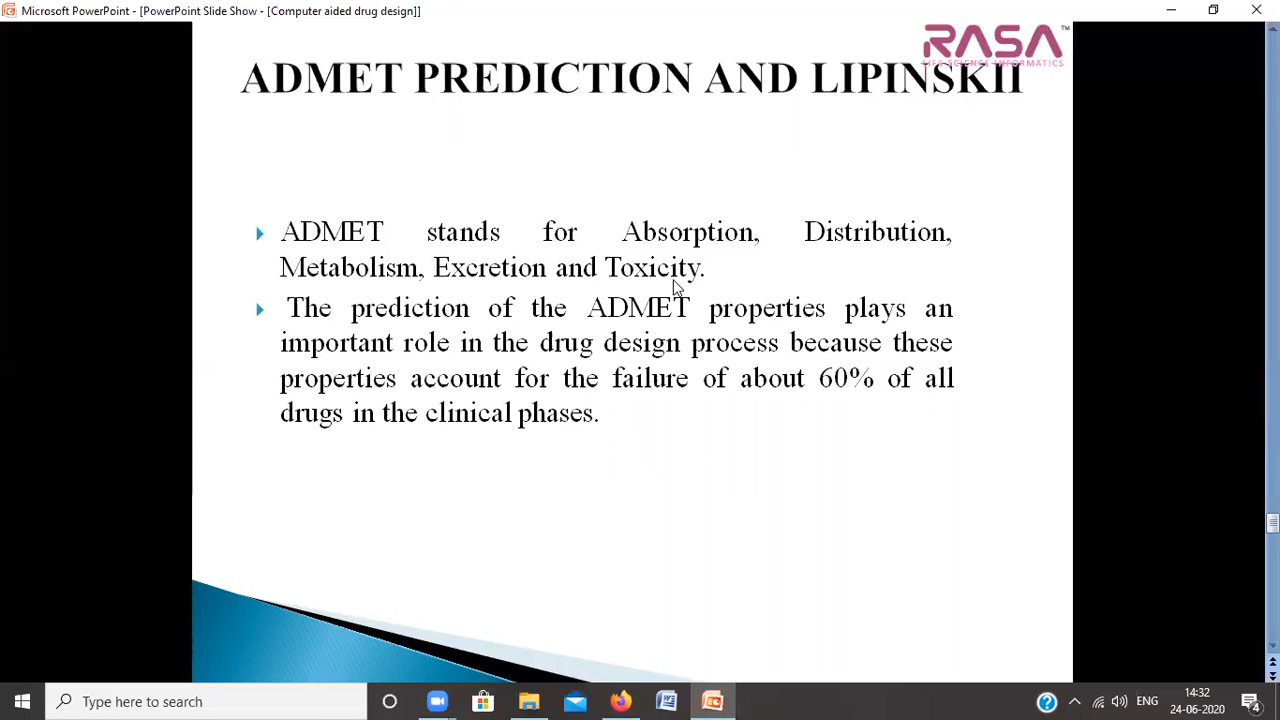 Microsoft PowerPoint - [PowerPoint Slide Show - [Computer aided drug design]]
RASA
TM
LIFE SCIENCE INFORMATICS
ADMET PREDICTION AND LIPINSKII
ADMET stands for Absorption, Distribution,
Metabolism, Excretion and Toxicity.
The prediction of the ADMET properties plays an
important role in the drug design process because these
properties account for the failure of about 60% of all
drugs in the clinical phases.
Type here to search
ENG
14:32
24-06-2020
4